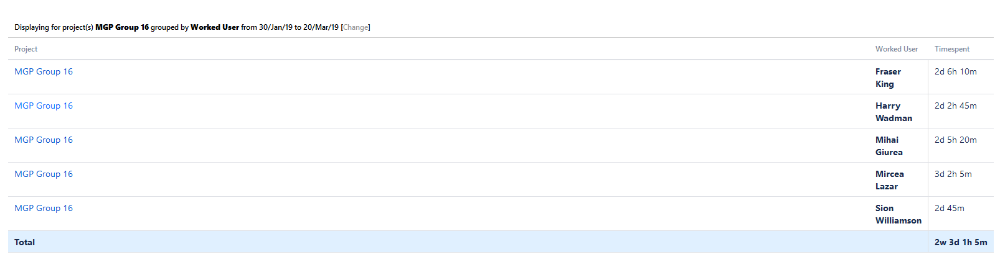 Displaying for project(s) MGP Group 16 grouped by Worked User from 30/Jan/19 to 20/Mar/19 [Change]
Project Worked User Timespent
MGP Group 16 Fraser 2d 6h 10m
King
MGP Group 16 Harry 2d 2h 45m
Wadman
MGP Group 16 Mihai 2d 5h 20m
Giurea
MGP Group 16 Mircea 3d 2h 5m
Lazar
MGP Group 16 Sion 2d 45m
Williamson
Total 2w 3d 1h 5m